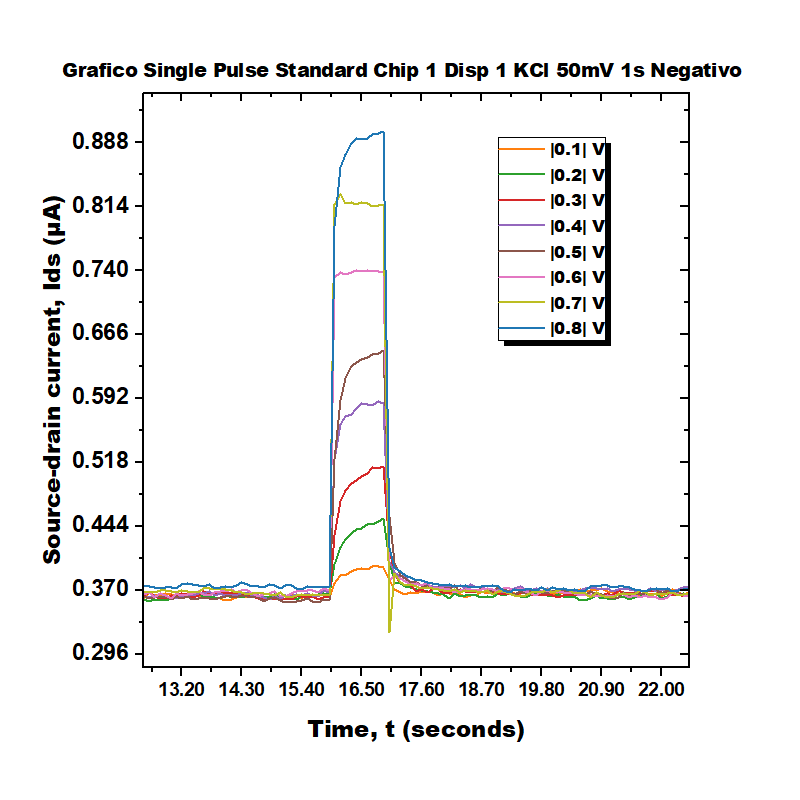 Grafico Single Pulse Standard Chip 1 Disp 1 KCl 50mV 1s Negativo
0.888
0.814
0.740
0.666
0.592
0.518
0.444
0.370
0.296
Source-drain current, Ids (µA)
|0.1| V
|0.2| V
|0.3| V
|0.4| V
|0.5| V
|0.6| V
|0.7| V
|0.8| V
13.20 14.30 15.40 16.50 17.60 18.70 19.80 20.90 22.00
Time, t (seconds)